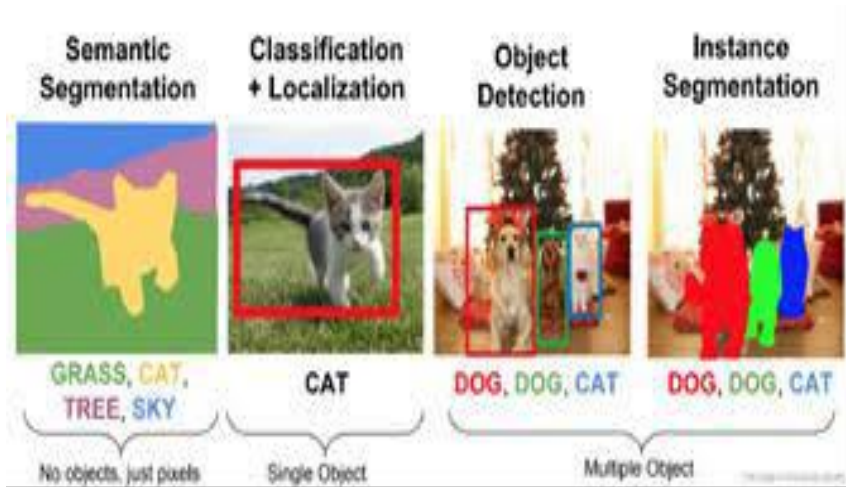 Semantic
Segmentation
Classification
+ Localization
Object
Detection
Instance
Segmentation
GRASS, CAT,
TREE, SKY
CAT
DOG, DOG, CAT
DOG, DOG, CAT
No objects, just pixels
Single Object
Multiple Object